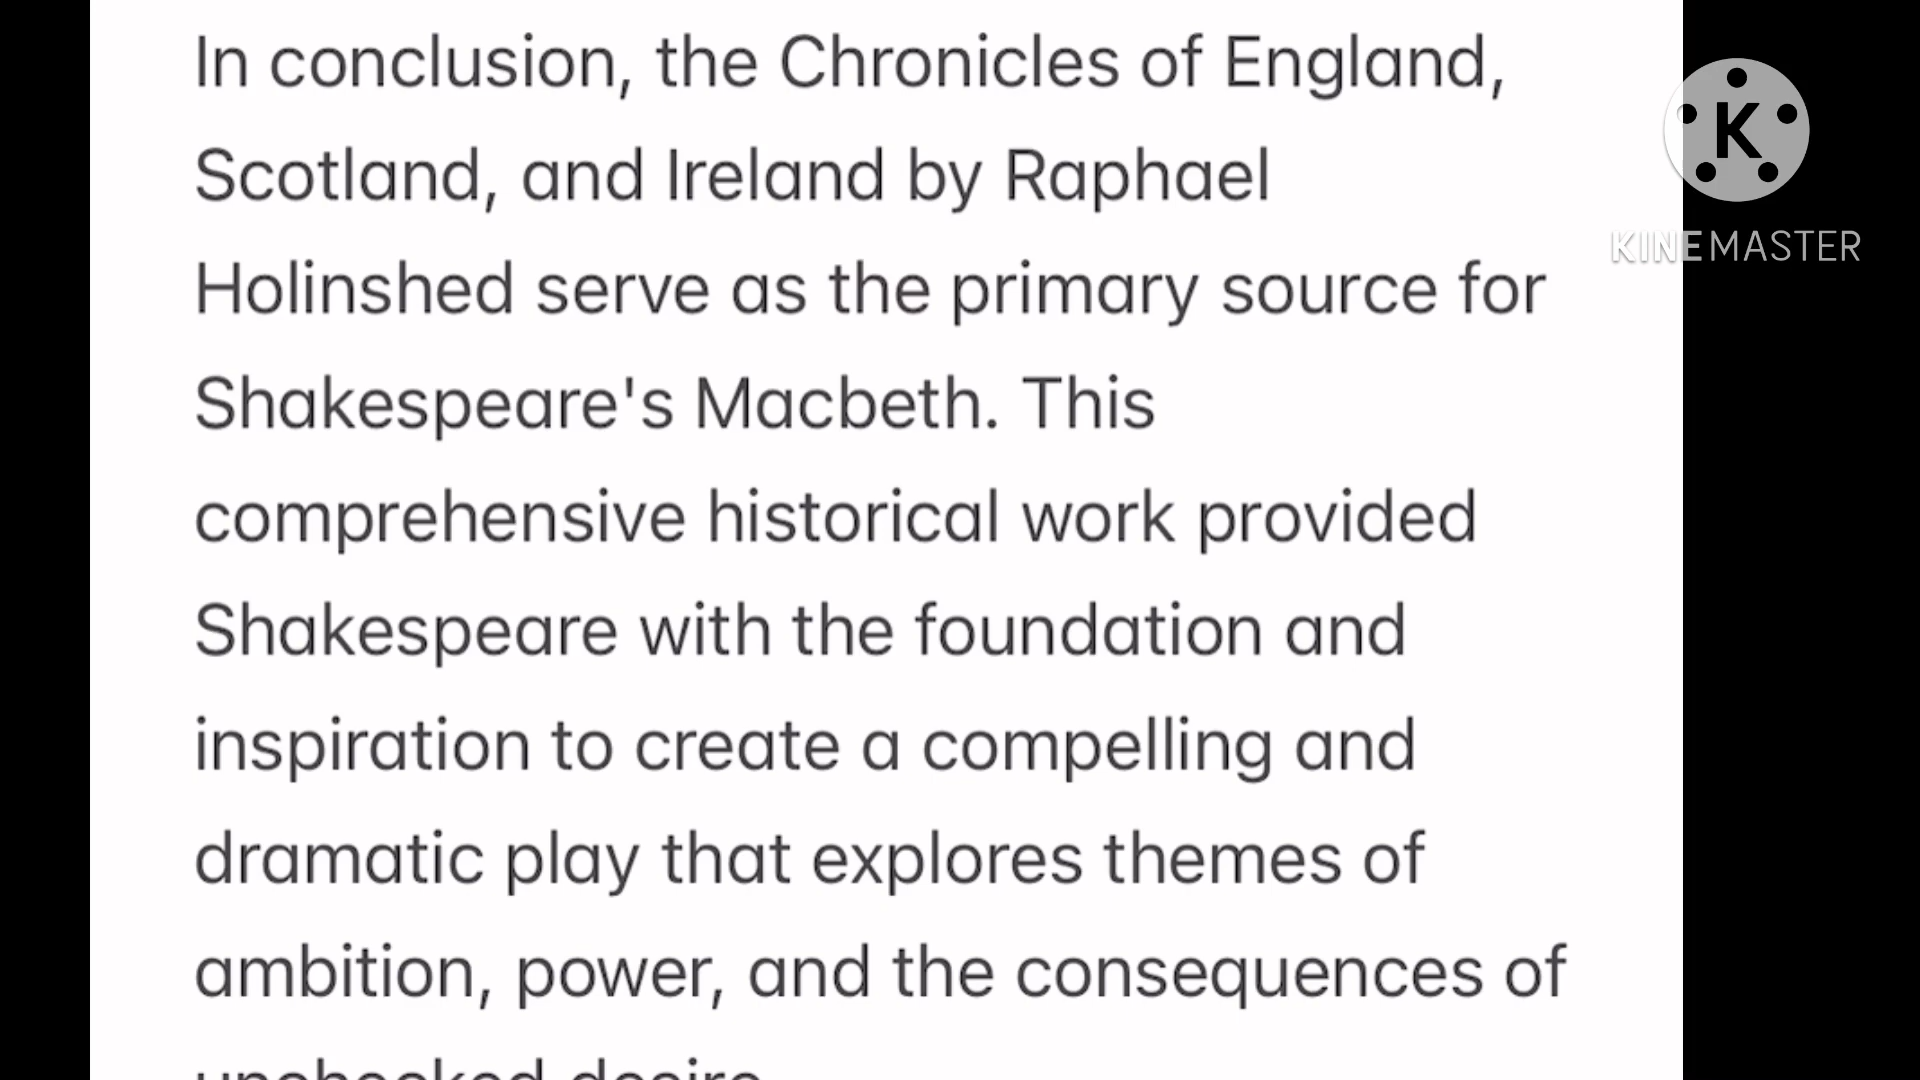 In conclusion, the Chronicles of England,
Scotland, and Ireland by Raphael
Holinshed serve as the primary source for
Shakespeare's Macbeth. This
comprehensive historical work provided
Shakespeare with the foundation and
inspiration to create a compelling and
dramatic play that explores themes of
ambition, power, and the consequences of
unchecked desire.
K
KINEMASTER